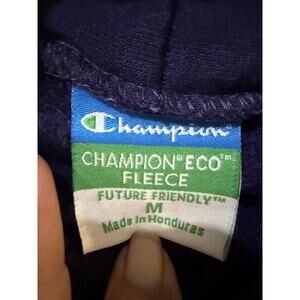 Champion
CHAMPION® ECO™
FLEECE
FUTURE FRIENDLY™
M
Made in Honduras